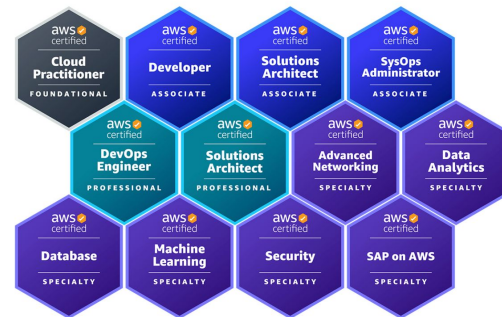 aws certified
Cloud Practitioner
FOUNDATIONAL
aws certified
Developer
ASSOCIATE
aws certified
Solutions Architect
ASSOCIATE
aws certified
SysOps Administrator
ASSOCIATE
aws certified
DevOps Engineer
PROFESSIONAL
aws certified
Solutions Architect
PROFESSIONAL
aws certified
Advanced Networking
SPECIALTY
aws certified
Data Analytics
SPECIALTY
aws certified
Database
SPECIALTY
aws certified
Machine Learning
SPECIALTY
aws certified
Security
SPECIALTY
aws certified
SAP on AWS
SPECIALTY